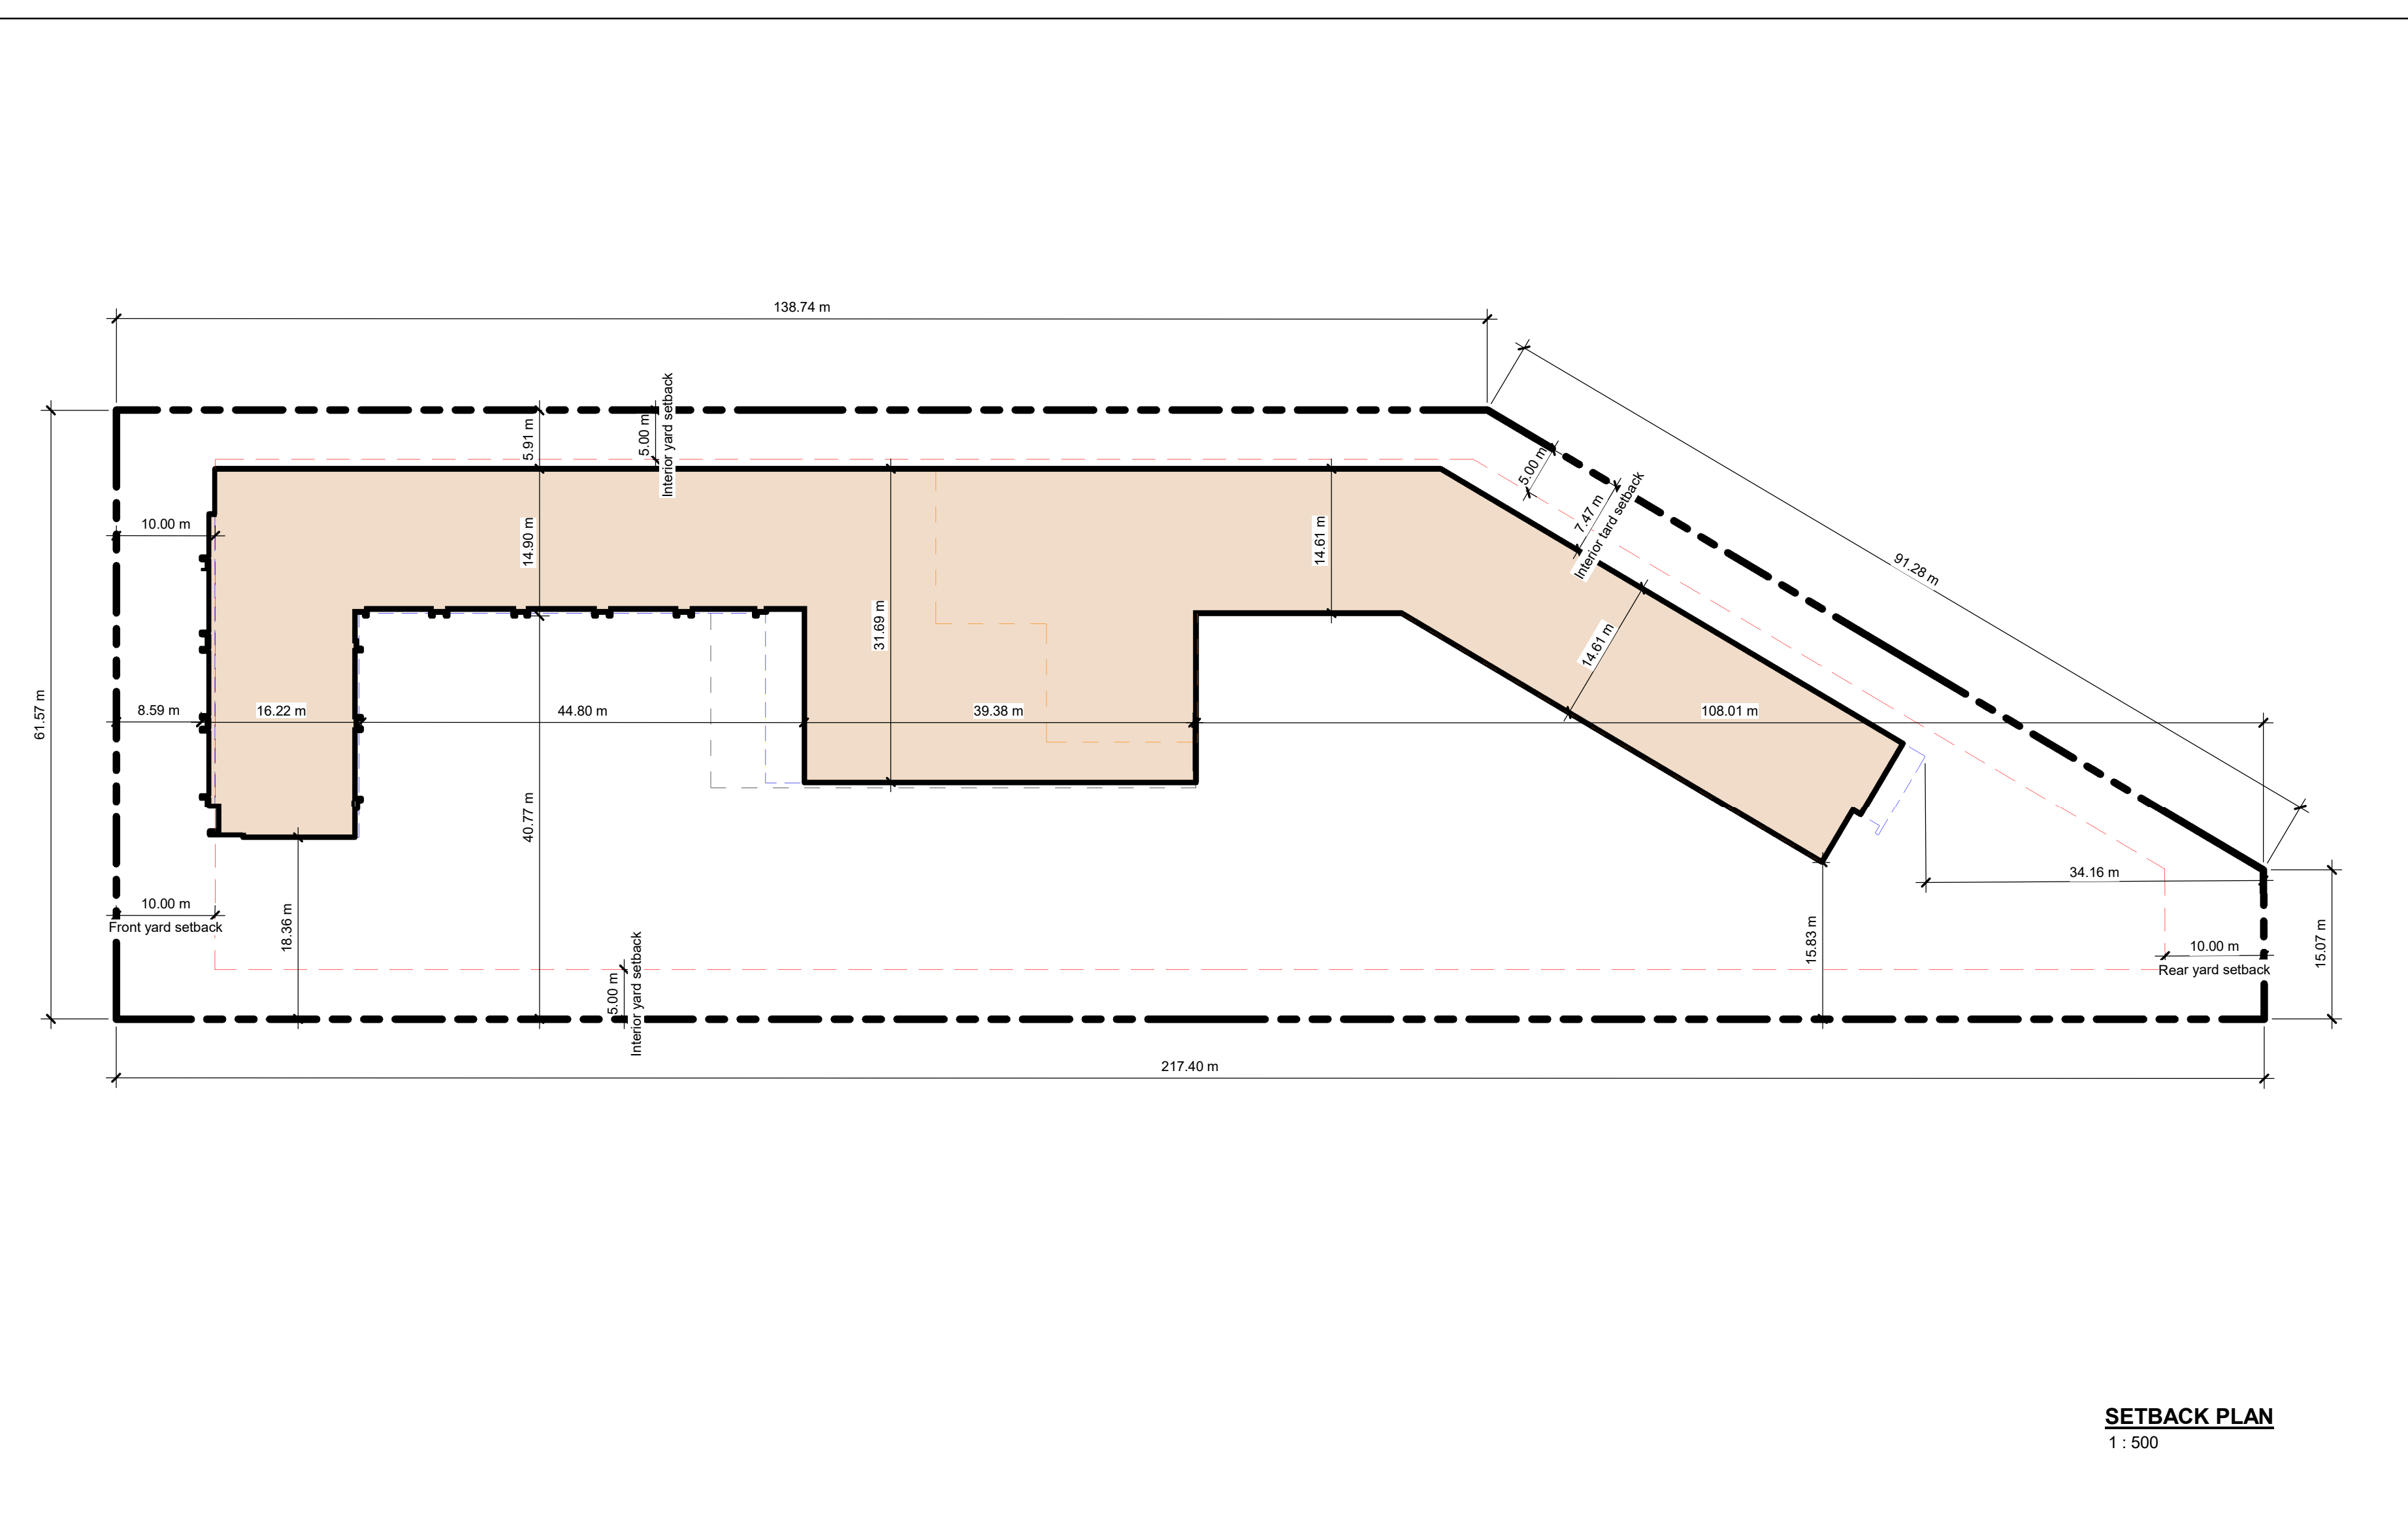 138.74 m
5.91 m
5.00 m
Interior yard setback
5.00 m
7.47 m
Interior tard setback
91.28 m
10.00 m
14.90 m
14.61 m
31.69 m
14.61 m
61.57 m
8.59 m
16.22 m
44.80 m
39.38 m
108.01 m
40.77 m
34.16 m
10.00 m
Front yard setback
18.36 m
15.83 m
15.07 m
10.00 m
Rear yard setback
5.00 m
Interior yard setback
217.40 m
SETBACK PLAN
1 : 500